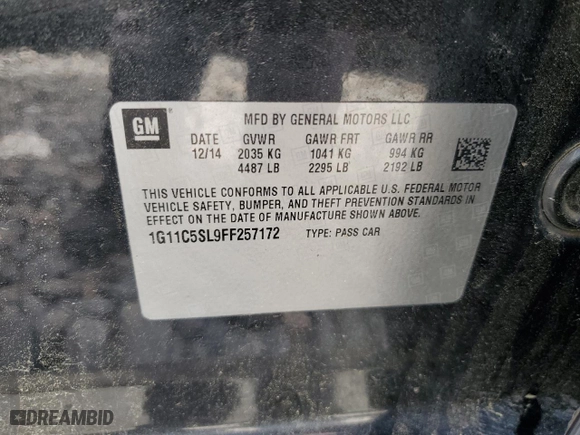 GM
MFD BY GENERAL MOTORS LLC
DATE GVWR GAWR FRT GAWR RR
12/14 2035 KG 1041 KG 994 KG
4487 LB 2295 LB 2192 LB
THIS VEHICLE CONFORMS TO ALL APPLICABLE U.S. FEDERAL MOTOR
VEHICLE SAFETY, BUMPER, AND THEFT PREVENTION STANDARDS
IN EFFECT ON THE DATE OF MANUFACTURE SHOWN ABOVE.
1G11C5SL9FF257172 TYPE: PASS CAR
DREAMBID